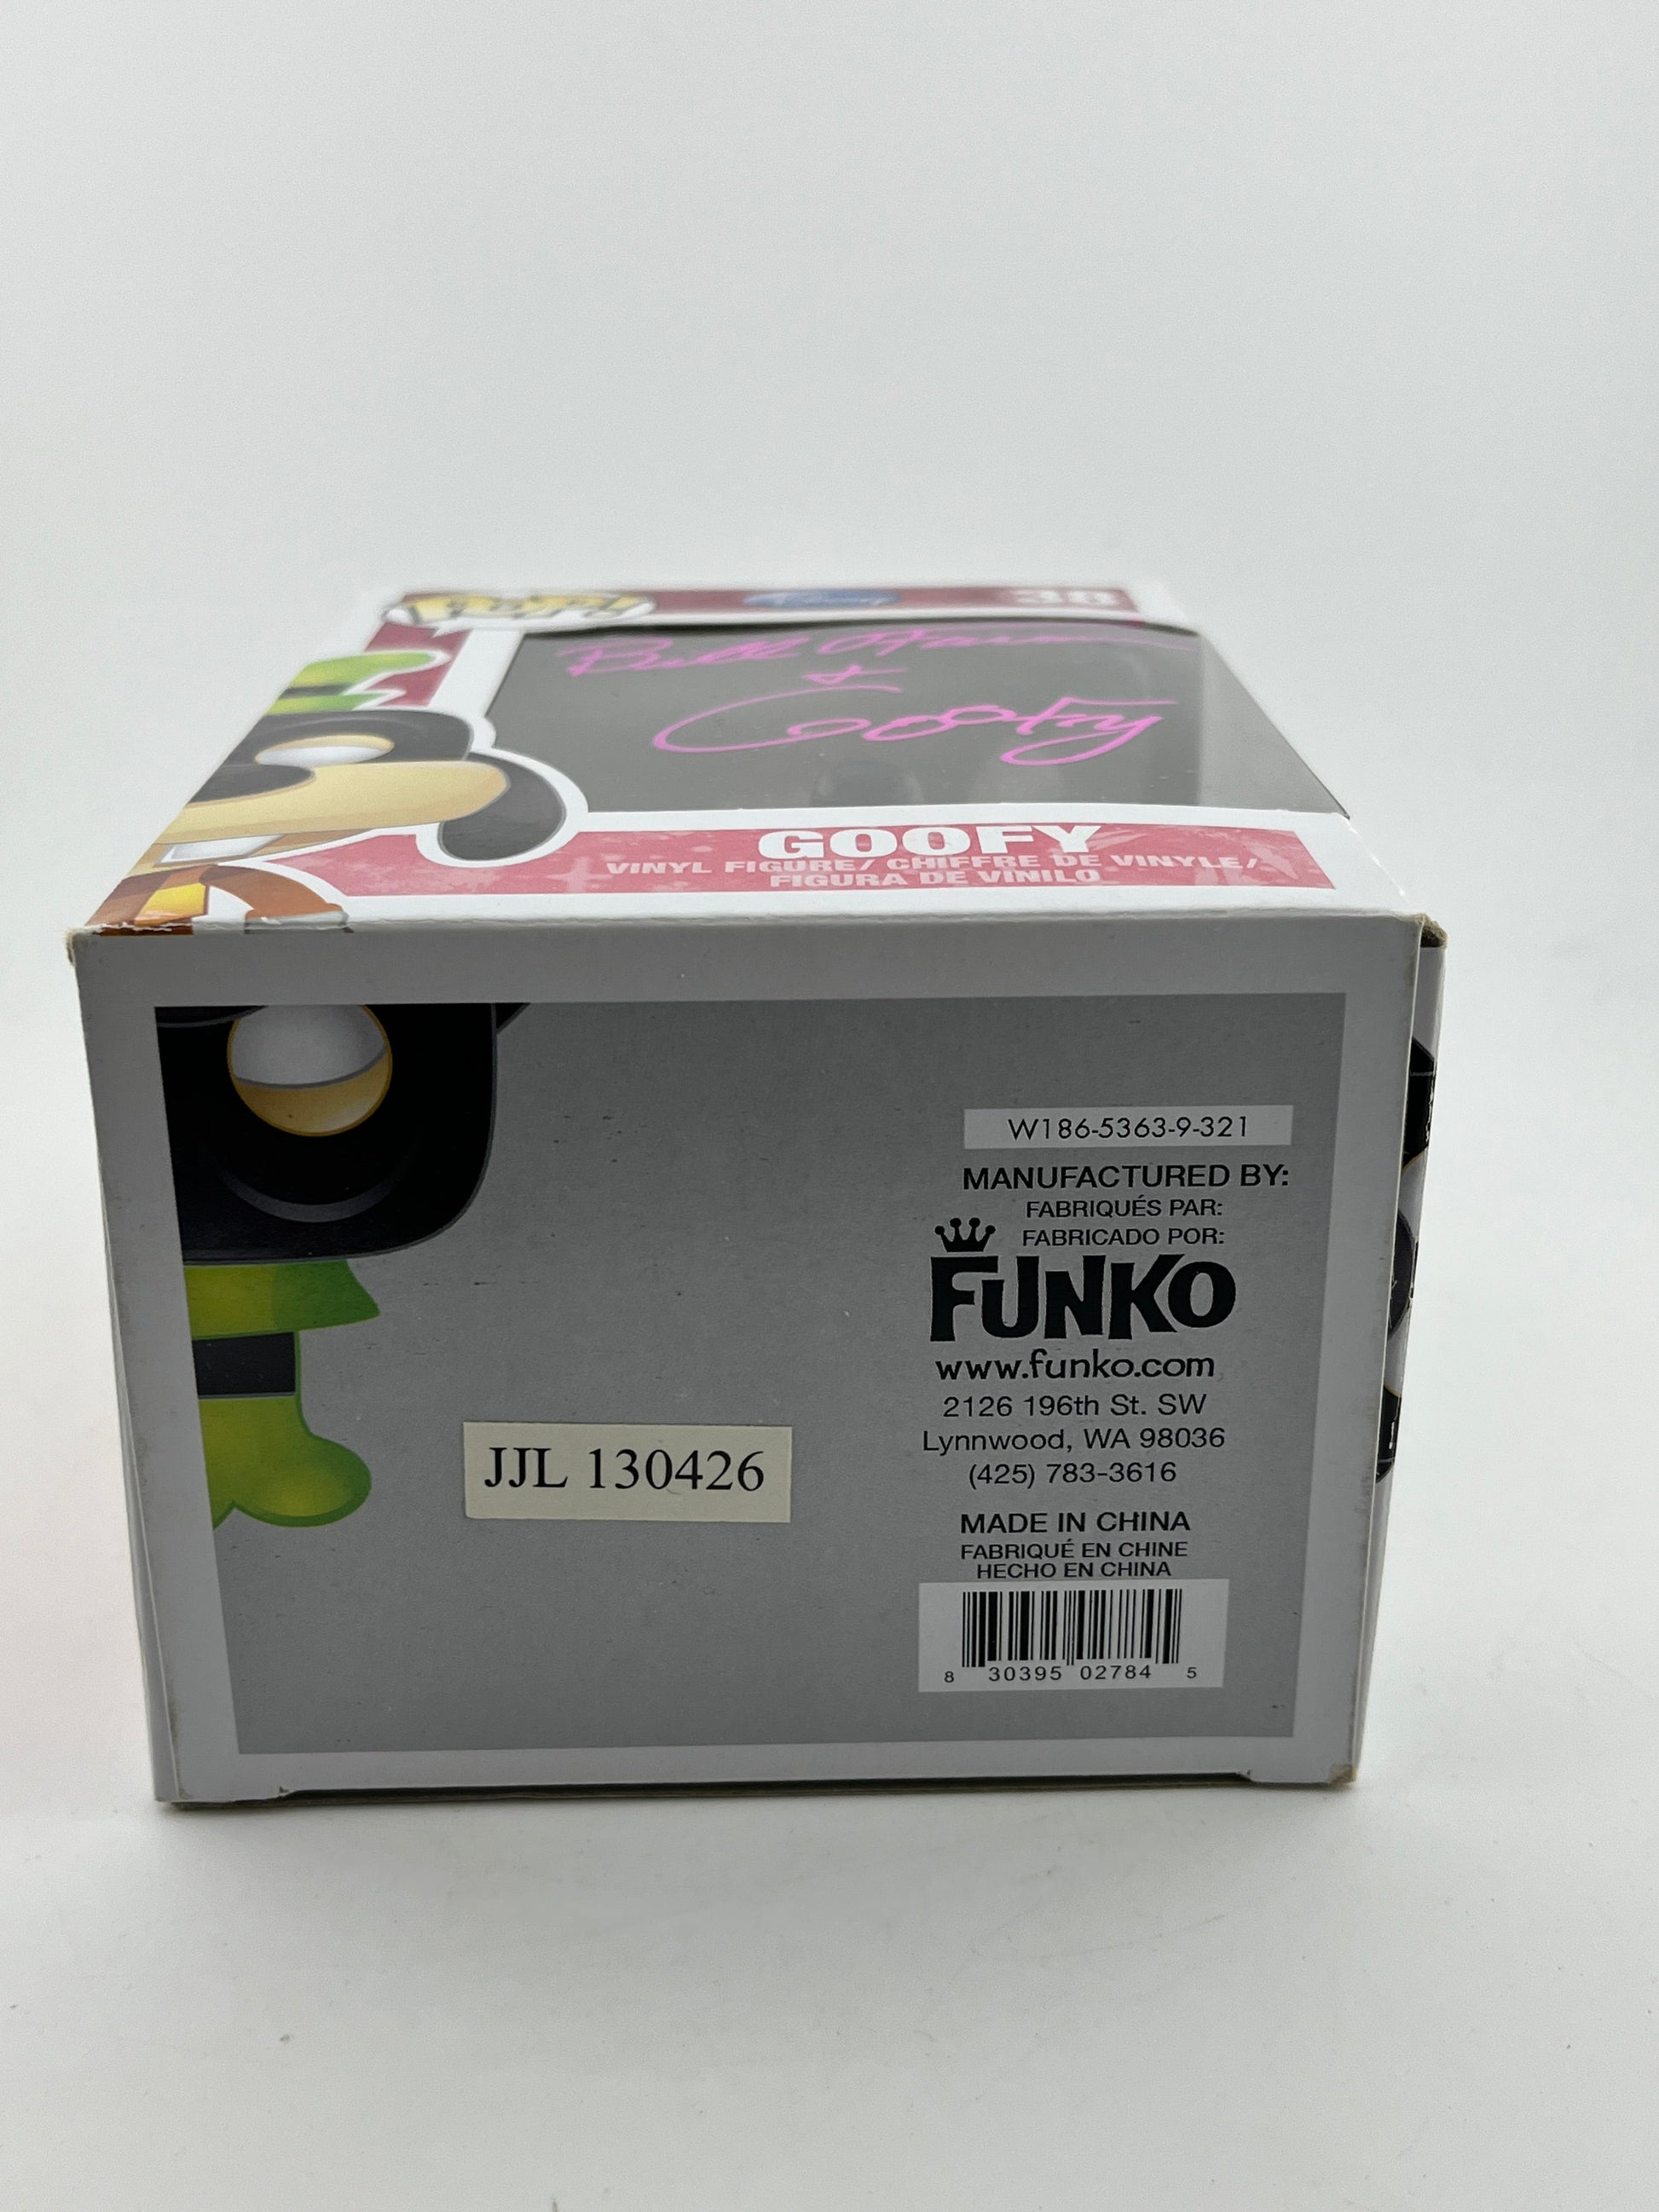 POP!
Disney
38
Bill Farmer
+
Goofy
GOOFY
VINYL FIGURE/ CHIFFRE DE VINYLE/
FIGURA DE VINILO
W186-5363-9-321
MANUFACTURED BY:
FABRIQUÉS PAR:
FABRICADO POR:
FUNKO
www.funko.com
2126 196th St. SW
Lynnwood, WA 98036
(425) 783-3616
JJL 130426
MADE IN CHINA
FABRIQUÉ EN CHINE
HECHO EN CHINA
8 30395 02784 5